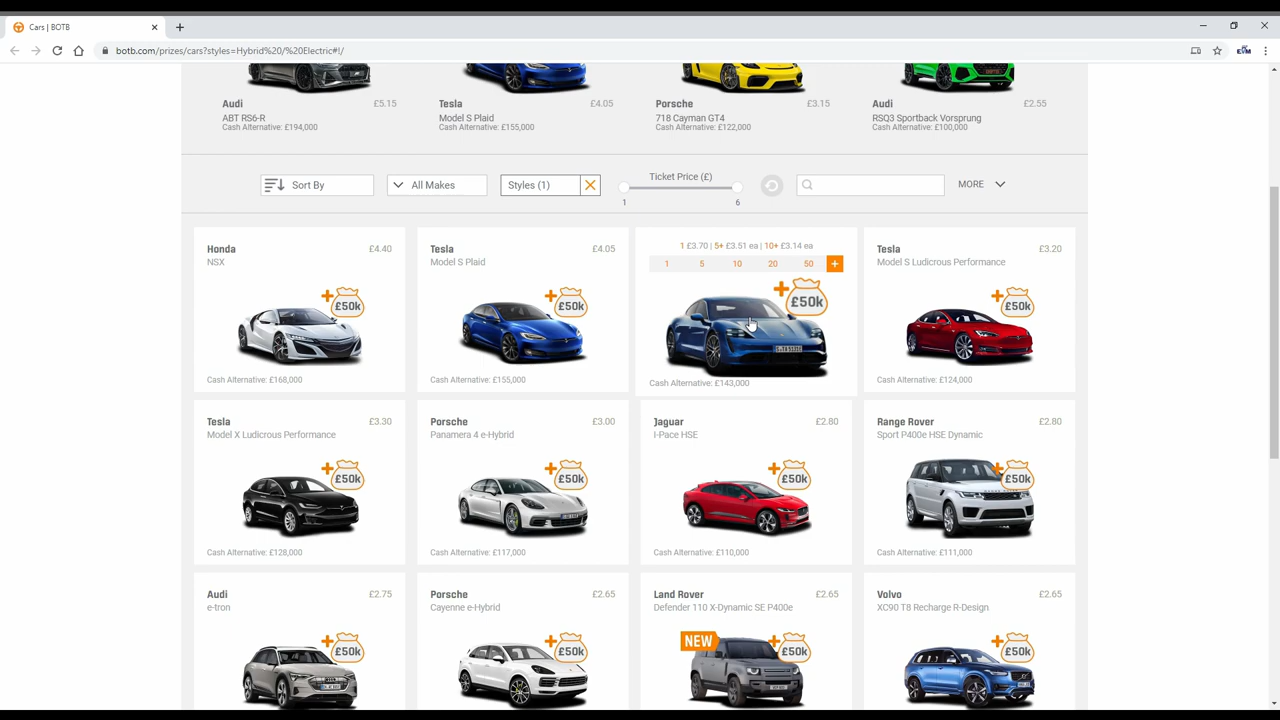 Cars | BOTB
botb.com/prizes/cars?styles=Hybrid%20/%20Electric#!/
EVM
Audi £5.15
ABT RS6-R
Cash Alternative: £194,000
Tesla £4.05
Model S Plaid
Cash Alternative: £155,000
Porsche £3.15
718 Cayman GT4
Cash Alternative: £122,000
Audi £2.55
RSQ3 Sportback Vorsprung
Cash Alternative: £100,000
Sort By
All Makes
Styles (1)
Ticket Price (£)
1 6
MORE
Honda £4.40
NSX
+ £50k
Cash Alternative: £168,000
Tesla £4.05
Model S Plaid
+ £50k
Cash Alternative: £155,000
1 £3.70 | 5+ £3.51 ea | 10+ £3.14 ea
1 5 10 20 50 +
+ £50k
Cash Alternative: £143,000
Tesla £3.20
Model S Ludicrous Performance
+ £50k
Cash Alternative: £124,000
Tesla £3.30
Model X Ludicrous Performance
+ £50k
Cash Alternative: £128,000
Porsche £3.00
Panamera 4 e-Hybrid
+ £50k
Cash Alternative: £117,000
Jaguar £2.80
I-Pace HSE
+ £50k
Cash Alternative: £110,000
Range Rover £2.80
Sport P400e HSE Dynamic
+ £50k
Cash Alternative: £111,000
Audi £2.75
e-tron
+ £50k
Porsche £2.65
Cayenne e-Hybrid
+ £50k
Land Rover £2.65
Defender 110 X-Dynamic SE P400e
NEW
+ £50k
Volvo £2.65
XC90 T8 Recharge R-Design
+ £50k